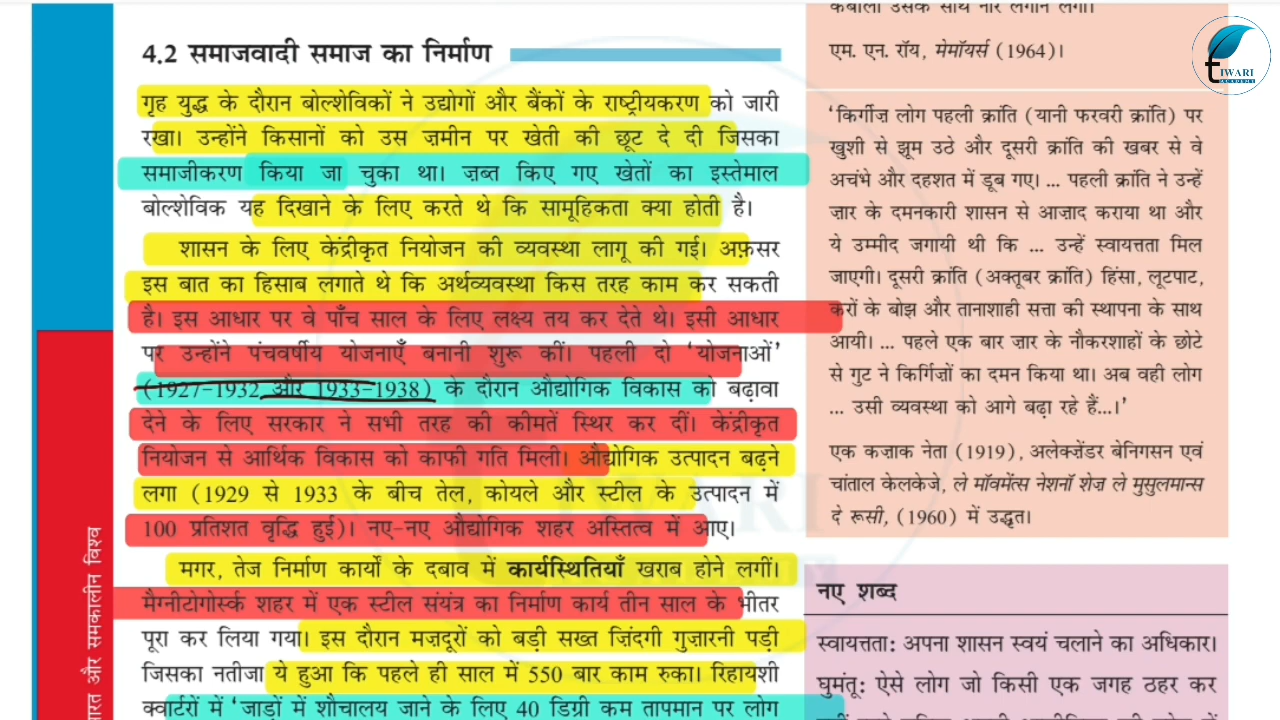 4.2 समाजवादी समाज का निर्माण
गृह युद्ध के दौरान बोल्शेविकों ने उद्योगों और बैंकों के राष्ट्रीयकरण को जारी
रखा। उन्होंने किसानों को उस ज़मीन पर खेती की छूट दे दी जिसका
समाजीकरण किया जा चुका था। ज़ब्त किए गए खेतों का इस्तेमाल
बोल्शेविक यह दिखाने के लिए करते थे कि सामूहिकता क्या होती है।
शासन के लिए केंद्रीकृत नियोजन की व्यवस्था लागू की गई। अफ़सर
इस बात का हिसाब लगाते थे कि अर्थव्यवस्था किस तरह काम कर सकती
है। इस आधार पर वे पाँच साल के लिए लक्ष्य तय कर देते थे। इसी आधार
पर उन्होंने पंचवर्षीय योजनाएँ बनानी शुरू कीं। पहली दो 'योजनाओं'
(1927-1932 और 1933-1938) के दौरान औद्योगिक विकास को बढ़ावा
देने के लिए सरकार ने सभी तरह की कीमतें स्थिर कर दीं। केंद्रीकृत
नियोजन से आर्थिक विकास को काफी गति मिली। औद्योगिक उत्पादन बढ़ने
लगा (1929 से 1933 के बीच तेल, कोयले और स्टील के उत्पादन में
100 प्रतिशत वृद्धि हुई)। नए-नए औद्योगिक शहर अस्तित्व में आए।
मगर, तेज निर्माण कार्यों के दबाव में कार्यस्थितियाँ खराब होने लगीं।
मैग्नीटोगोर्स्क शहर में एक स्टील संयंत्र का निर्माण कार्य तीन साल के भीतर
पूरा कर लिया गया। इस दौरान मज़दूरों को बड़ी सख्त ज़िंदगी गुज़ारनी पड़ी
जिसका नतीजा ये हुआ कि पहले ही साल में 550 बार काम रुका। रिहायशी
क्वार्टरों में 'जाड़ों में शौचालय जाने के लिए 40 डिग्री कम तापमान पर लोग
कबीली उसके साथ नारे लगाने लगी।
एम. एन. रॉय, मेमॉयर्स (1964)।
'किर्गीज़ लोग पहली क्रांति (यानी फरवरी क्रांति) पर
खुशी से झूम उठे और दूसरी क्रांति की खबर से वे
अचंभे और दहशत में डूब गए। ... पहली क्रांति ने उन्हें
ज़ार के दमनकारी शासन से आज़ाद कराया था और
ये उम्मीद जगायी थी कि ... उन्हें स्वायत्तता मिल
जाएगी। दूसरी क्रांति (अक्तूबर क्रांति) हिंसा, लूटपाट,
करों के बोझ और तानाशाही सत्ता की स्थापना के साथ
आयी। ... पहले एक बार ज़ार के नौकरशाहों के छोटे
से गुट ने किर्गिज़ों का दमन किया था। अब वही लोग
... उसी व्यवस्था को आगे बढ़ा रहे हैं...।'
एक कज़ाक नेता (1919), अलेक्ज़ेंडर बेनिगसन एवं
चांताल केलकेजे, ले मॉवमेंत्स नेशनॉ शेज़ ले मुसुलमान्स
दे रूसी, (1960) में उद्धृत।
नए शब्द
स्वायत्तता: अपना शासन स्वयं चलाने का अधिकार।
घुमंतू: ऐसे लोग जो किसी एक जगह ठहर कर
भारत और समकालीन विश्व
TIWARI
ACADEMY